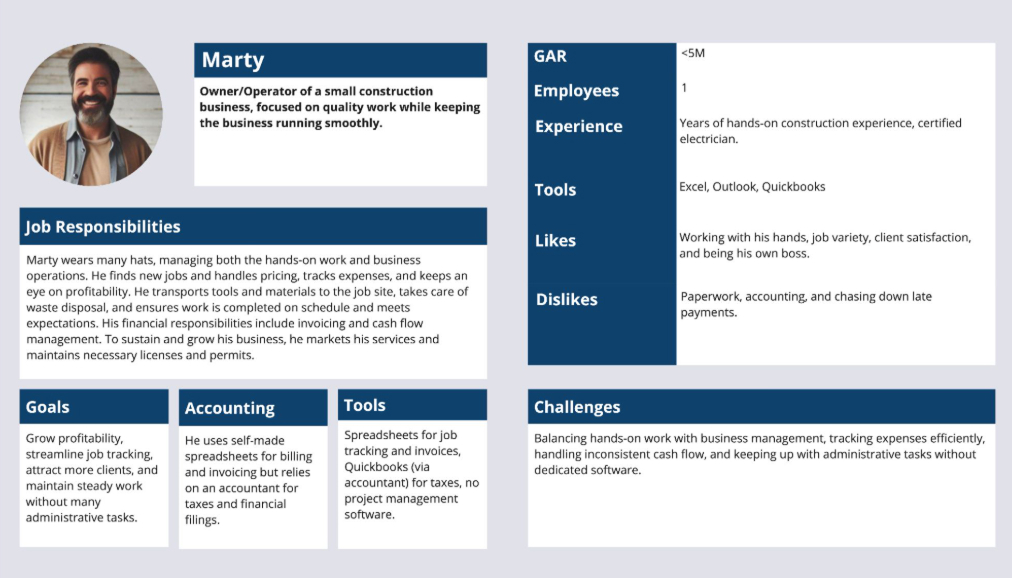 Marty
Owner/Operator of a small construction
business, focused on quality work while keeping
the business running smoothly.
Job Responsibilities
Marty wears many hats, managing both the hands-on work and business
operations. He finds new jobs and handles pricing, tracks expenses, and keeps an
eye on profitability. He transports tools and materials to the job site, takes care of
waste disposal, and ensures work is completed on schedule and meets
expectations. His financial responsibilities include invoicing and cash flow
management. To sustain and grow his business, he markets his services and
maintains necessary licenses and permits.
Goals
Grow profitability,
streamline job tracking,
attract more clients, and
maintain steady work
without many
administrative tasks.
Accounting
He uses self-made
spreadsheets for billing
and invoicing but relies
on an accountant for
taxes and financial
filings.
Tools
Spreadsheets for job
tracking and invoices,
Quickbooks (via
accountant) for taxes, no
project management
software.
GAR
<5M
Employees
1
Experience
Years of hands-on construction experience, certified
electrician.
Tools
Excel, Outlook, Quickbooks
Likes
Working with his hands, job variety, client satisfaction,
and being his own boss.
Dislikes
Paperwork, accounting, and chasing down late
payments.
Challenges
Balancing hands-on work with business management, tracking expenses efficiently,
handling inconsistent cash flow, and keeping up with administrative tasks without
dedicated software.